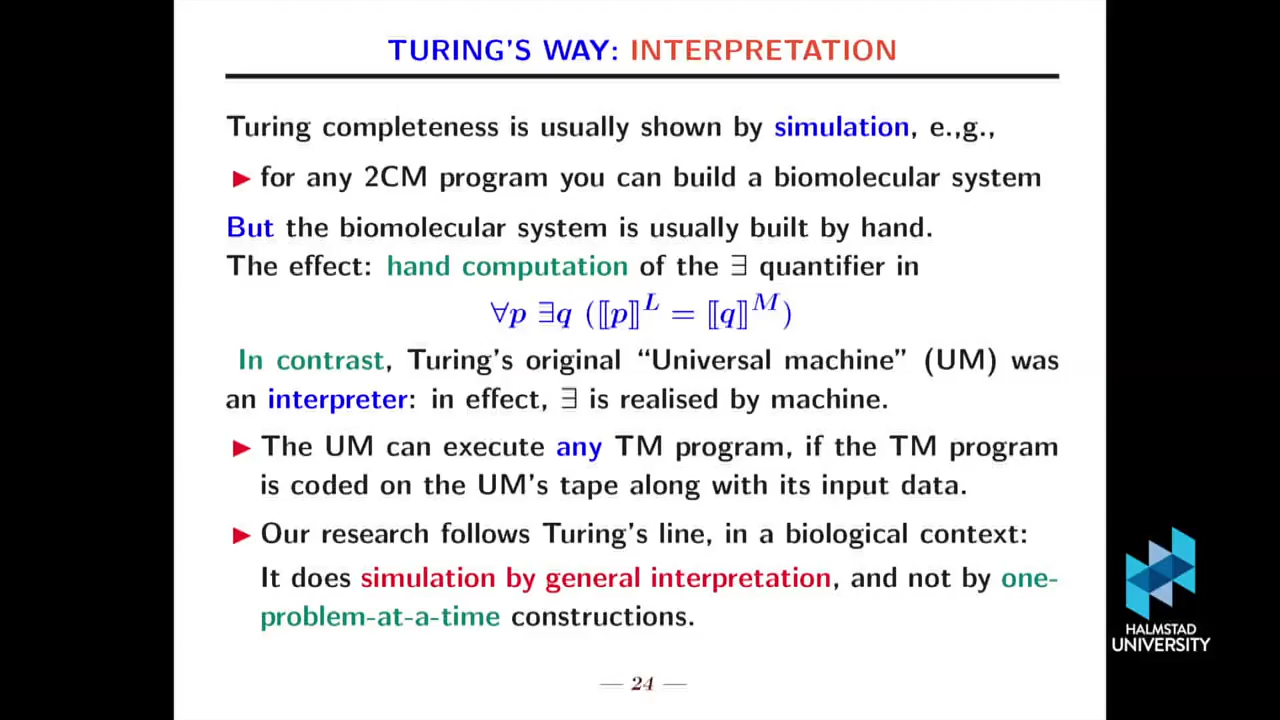 TURING'S WAY: INTERPRETATION
Turing completeness is usually shown by simulation, e.,g.,
▶ for any 2CM program you can build a biomolecular system
But the biomolecular system is usually built by hand.
The effect: hand computation of the ∃ quantifier in
∀p ∃q (⟦p⟧^L = ⟦q⟧^M)
In contrast, Turing's original “Universal machine” (UM) was
an interpreter: in effect, ∃ is realised by machine.
▶ The UM can execute any TM program, if the TM program
is coded on the UM's tape along with its input data.
▶ Our research follows Turing's line, in a biological context:
It does simulation by general interpretation, and not by one-
problem-at-a-time constructions.
— 24 —
HALMSTAD
UNIVERSITY